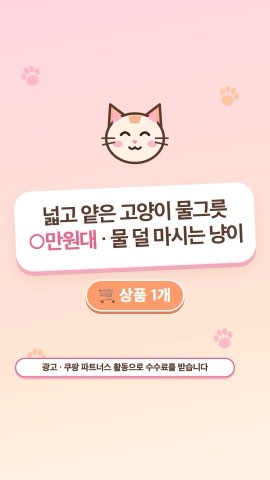 넓고 얕은 고양이 물그릇
○만원대 · 물 덜 마시는 냥이
상품 1개
광고 · 쿠팡 파트너스 활동으로 수수료를 받습니다